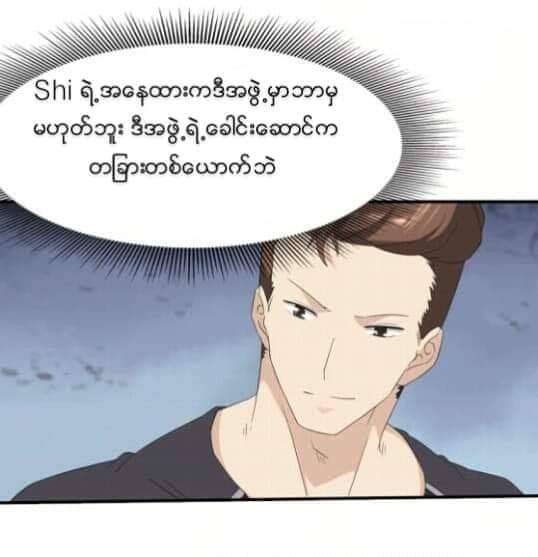 Shi ရဲ့အနေထားကဒီအဖွဲ့မှာဘာမှ
မဟုတ်ဘူး ဒီအဖွဲ့ရဲ့ခေါင်းဆောင်က
တခြားတစ်ယောက်ဘဲ